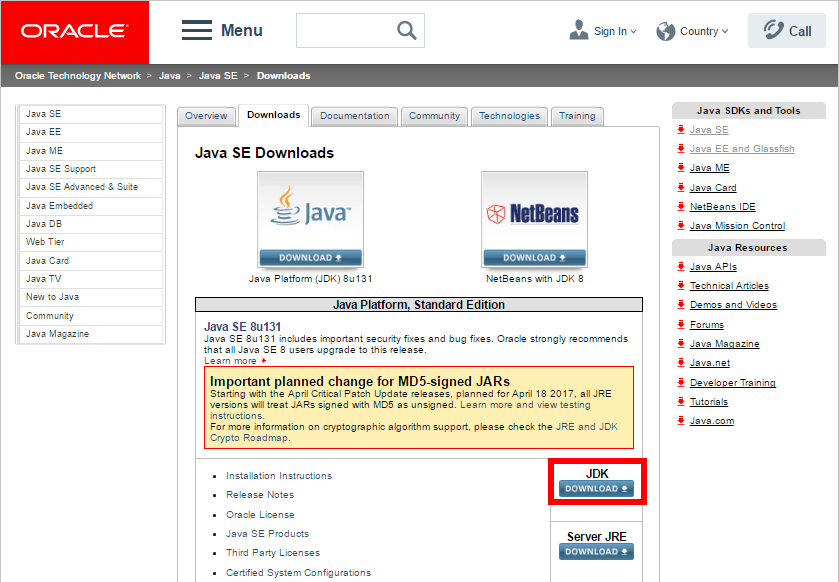 ORACLE
Menu
Sign In
Country
Call
Oracle Technology Network > Java > Java SE > Downloads
Java SE
Java EE
Java ME
Java SE Support
Java SE Advanced & Suite
Java Embedded
Java DB
Web Tier
Java Card
Java TV
New to Java
Community
Java Magazine
Overview
Downloads
Documentation
Community
Technologies
Training
Java SE Downloads
Java™
DOWNLOAD
Java Platform (JDK) 8u131
NetBeans
DOWNLOAD
NetBeans with JDK 8
Java Platform, Standard Edition
Java SE 8u131
Java SE 8u131 includes important security fixes and bug fixes. Oracle strongly recommends
that all Java SE 8 users upgrade to this release.
Learn more
Important planned change for MD5-signed JARs
Starting with the April Critical Patch Update releases, planned for April 18 2017, all JRE
versions will treat JARs signed with MD5 as unsigned. Learn more and view testing
instructions.
For more information on cryptographic algorithm support, please check the JRE and JDK
Crypto Roadmap.
Installation Instructions
Release Notes
Oracle License
Java SE Products
Third Party Licenses
Certified System Configurations
JDK
DOWNLOAD
Server JRE
DOWNLOAD
Java SDKs and Tools
Java SE
Java EE and Glassfish
Java ME
Java Card
NetBeans IDE
Java Mission Control
Java Resources
Java APIs
Technical Articles
Demos and Videos
Forums
Java Magazine
Java.net
Developer Training
Tutorials
Java.com